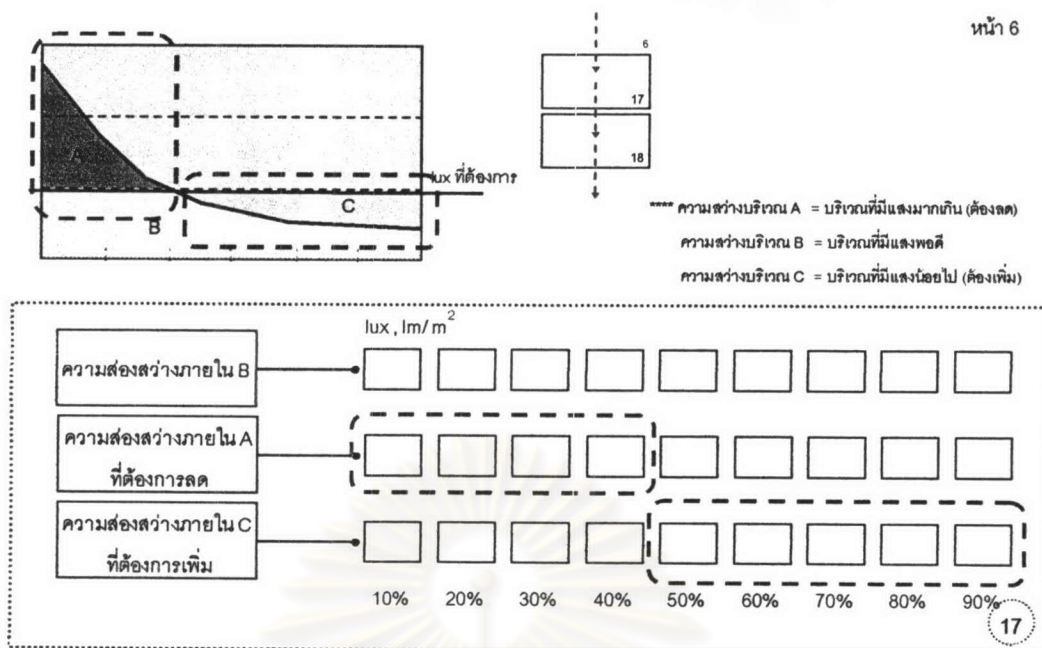 หน้า 6
6
17
18
A
lux ที่ต้องการ
C
B
**** ความสว่างบริเวณ A = บริเวณที่มีแสงมากเกิน (ต้องลด)
ความสว่างบริเวณ B = บริเวณที่มีแสงพอดี
ความสว่างบริเวณ C = บริเวณที่มีแสงน้อยไป (ต้องเพิ่ม)
lux , lm/ m²
ความส่องสว่างภายใน B
ความส่องสว่างภายใน A
ที่ต้องการลด
ความส่องสว่างภายใน C
ที่ต้องการเพิ่ม
10% 20% 30% 40% 50% 60% 70% 80% 90%
17